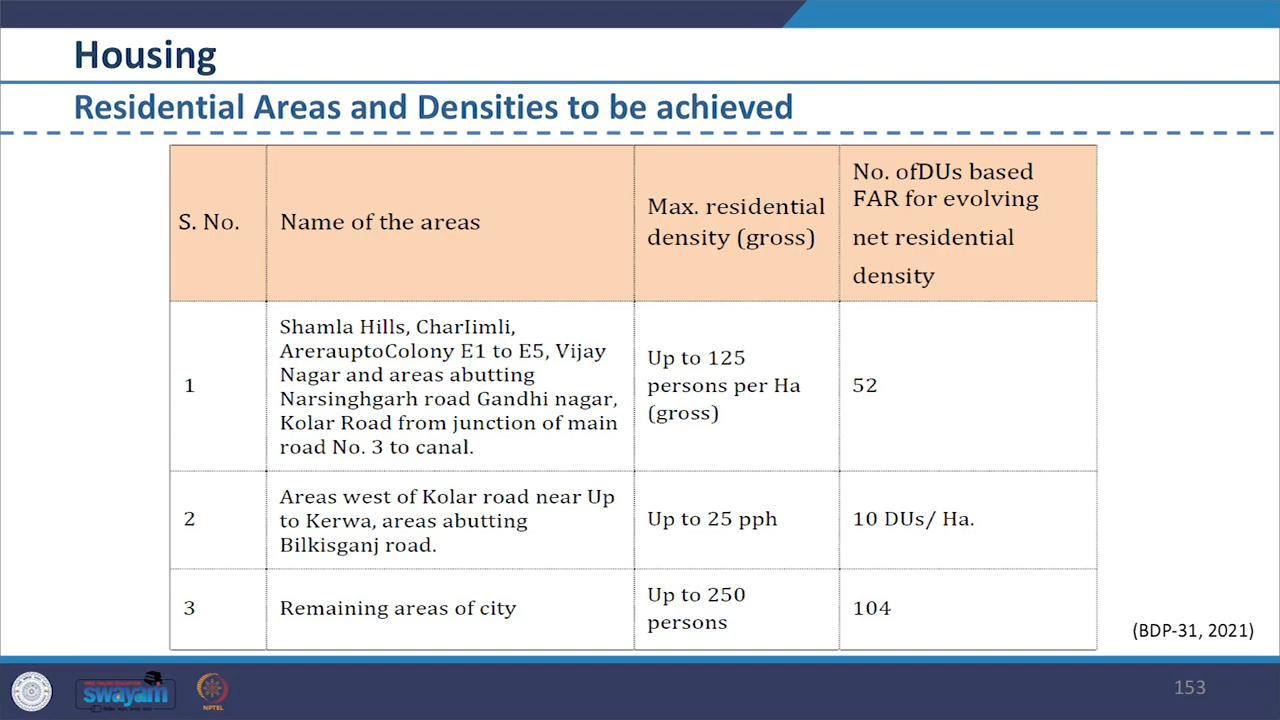 Housing
Residential Areas and Densities to be achieved
S. No.
Name of the areas
Max. residential
density (gross)
No. ofDUs based
FAR for evolving
net residential
density
1
Shamla Hills, CharIimli,
ArerauptoColony E1 to E5, Vijay
Nagar and areas abutting
Narsinghgarh road Gandhi nagar,
Kolar Road from junction of main
road No. 3 to canal.
Up to 125
persons per Ha
(gross)
52
2
Areas west of Kolar road near Up
to Kerwa, areas abutting
Bilkisganj road.
Up to 25 pph
10 DUs/ Ha.
3
Remaining areas of city
Up to 250
persons
104
(BDP-31, 2021)
swayam
NPTEL
153